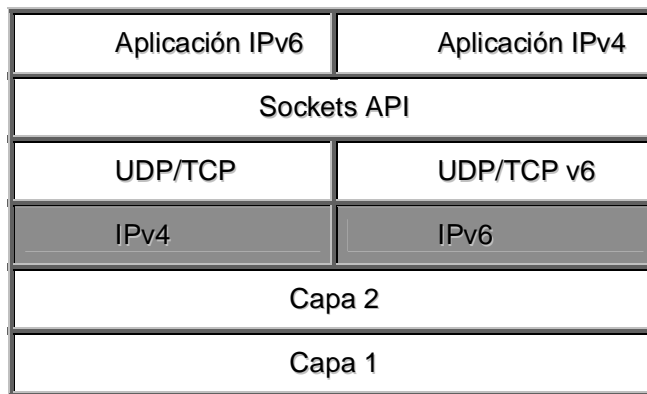 Aplicación IPv6 Aplicación IPv4
Sockets API
UDP/TCP UDP/TCP v6
IPv4 IPv6
Capa 2
Capa 1